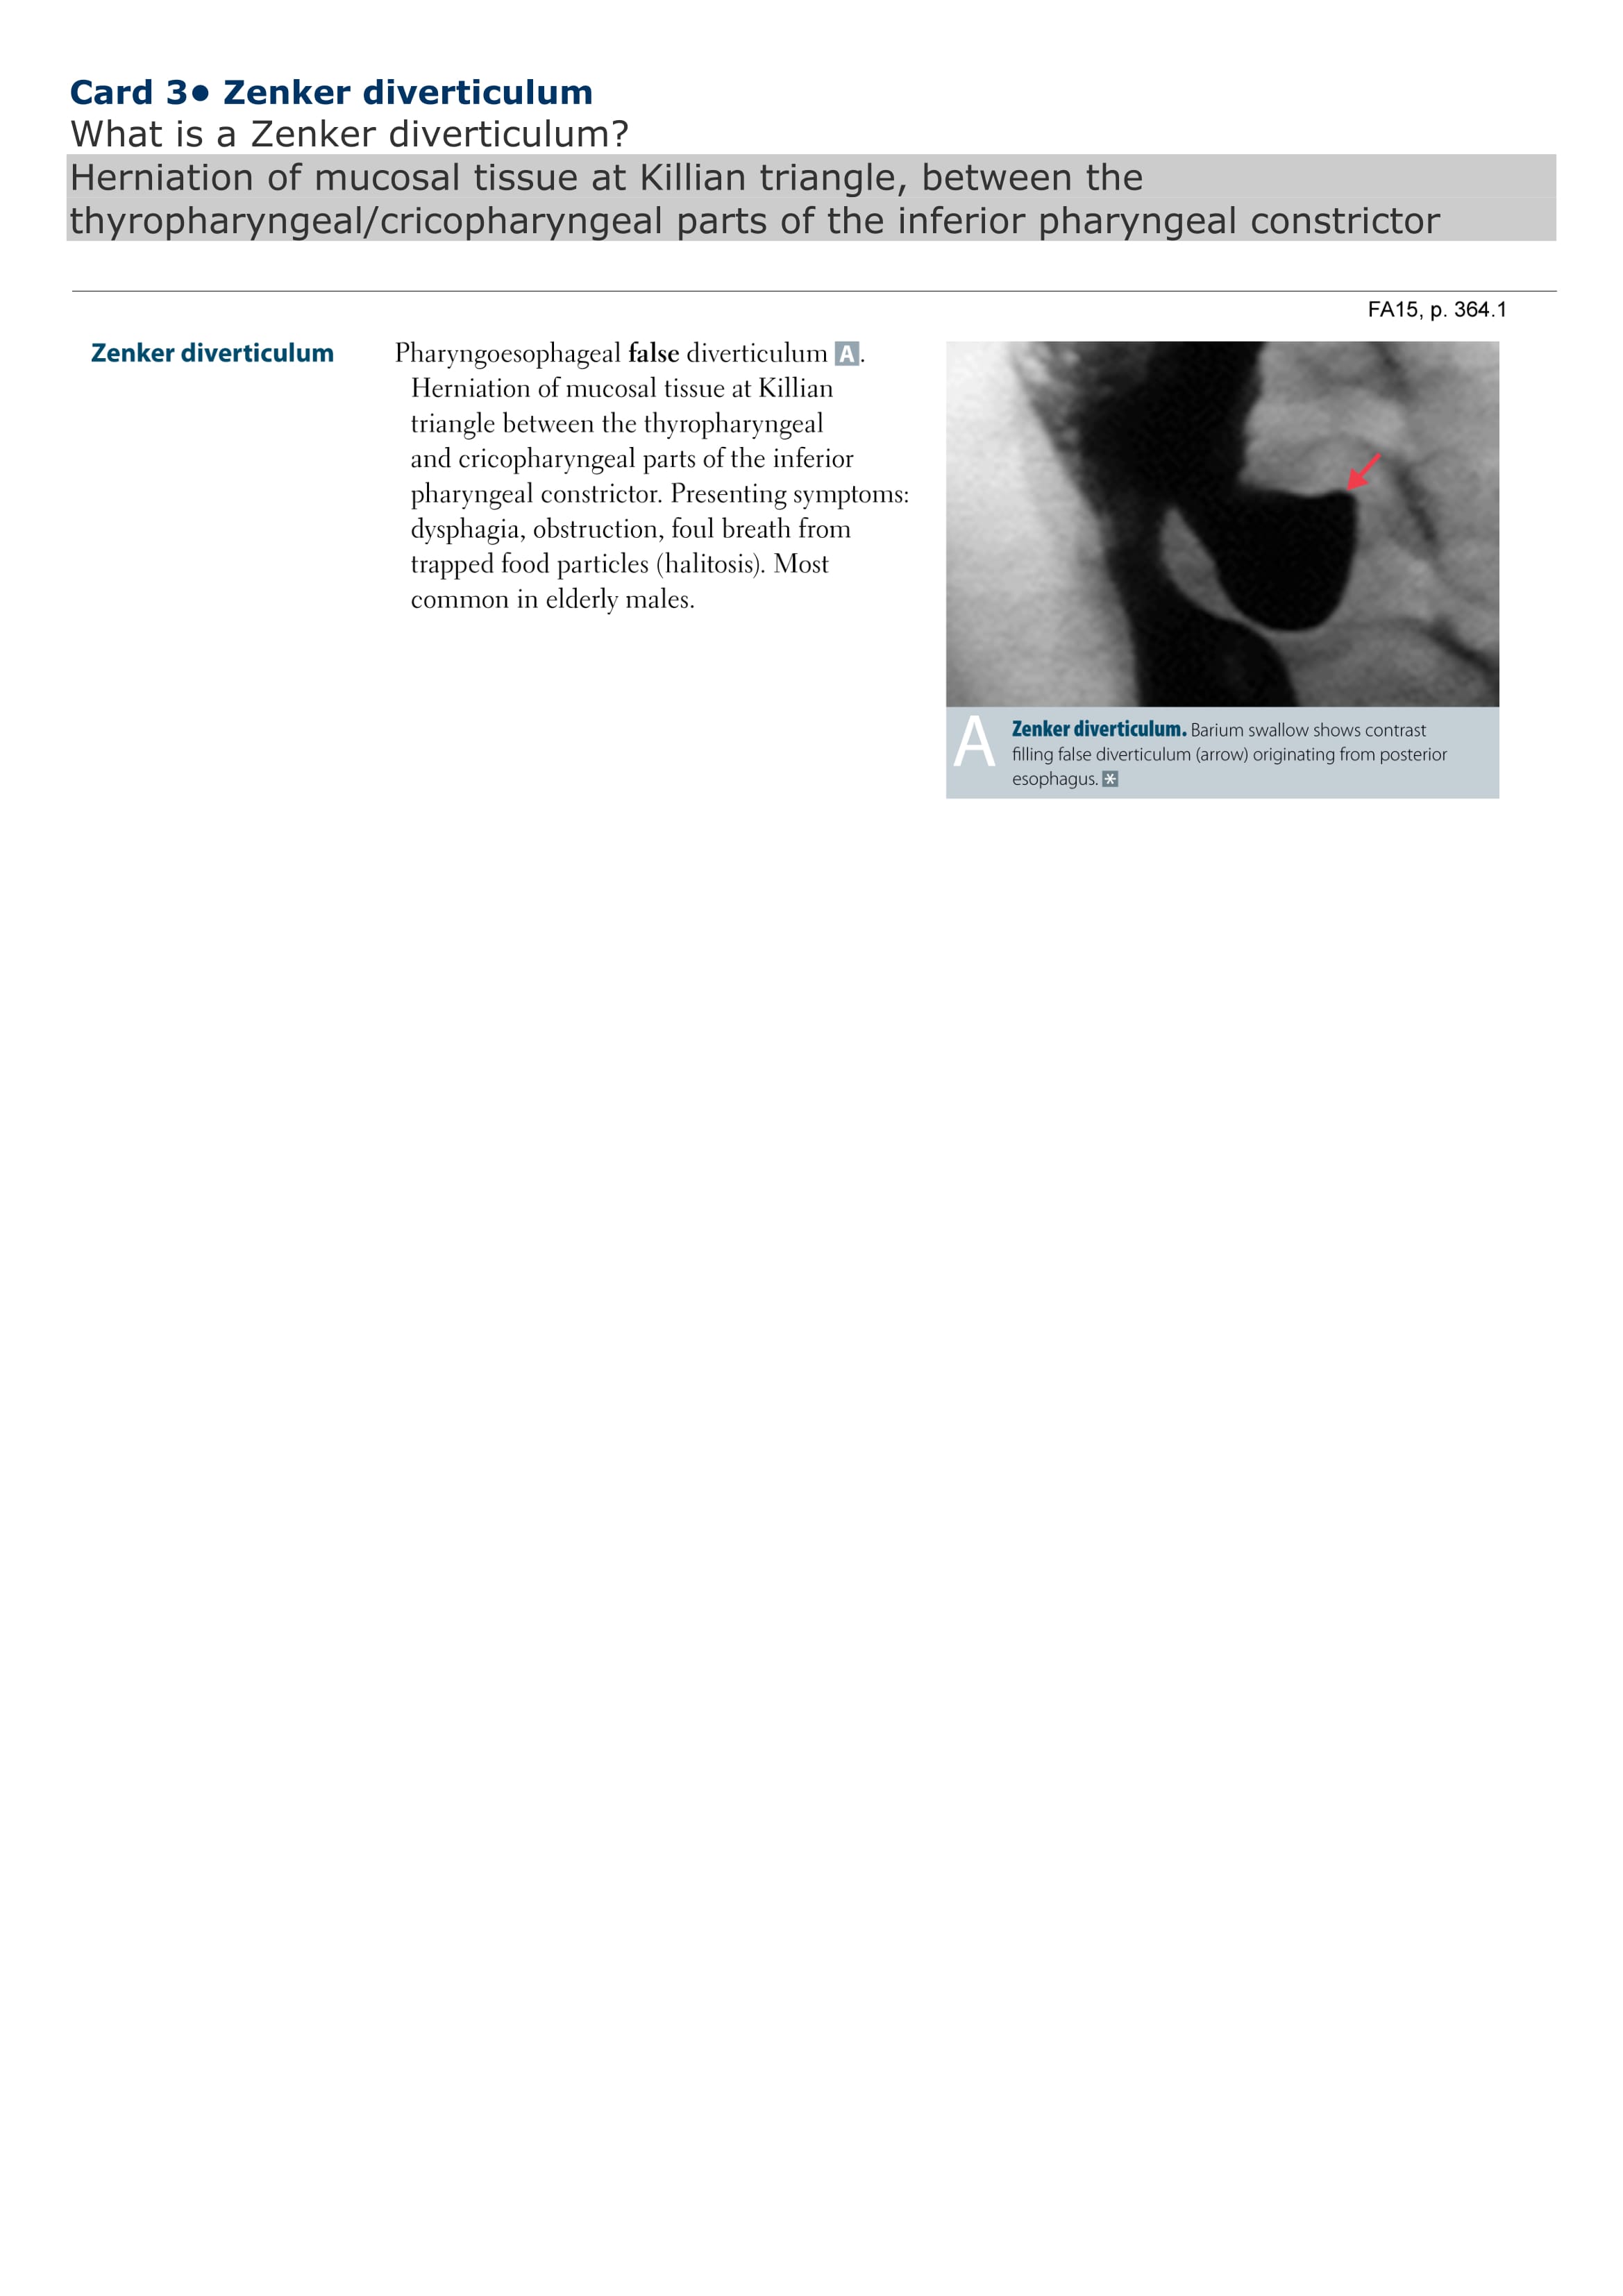 Card 3● Zenker diverticulum
What is a Zenker diverticulum?
Herniation of mucosal tissue at Killian triangle, between the
thyropharyngeal/cricopharyngeal parts of the inferior pharyngeal constrictor
FA15, p. 364.1
Zenker diverticulum
Pharyngoesophageal false diverticulum A.
Herniation of mucosal tissue at Killian
triangle between the thyropharyngeal
and cricopharyngeal parts of the inferior
pharyngeal constrictor. Presenting symptoms:
dysphagia, obstruction, foul breath from
trapped food particles (halitosis). Most
common in elderly males.
A
Zenker diverticulum. Barium swallow shows contrast
filling false diverticulum (arrow) originating from posterior
esophagus. *